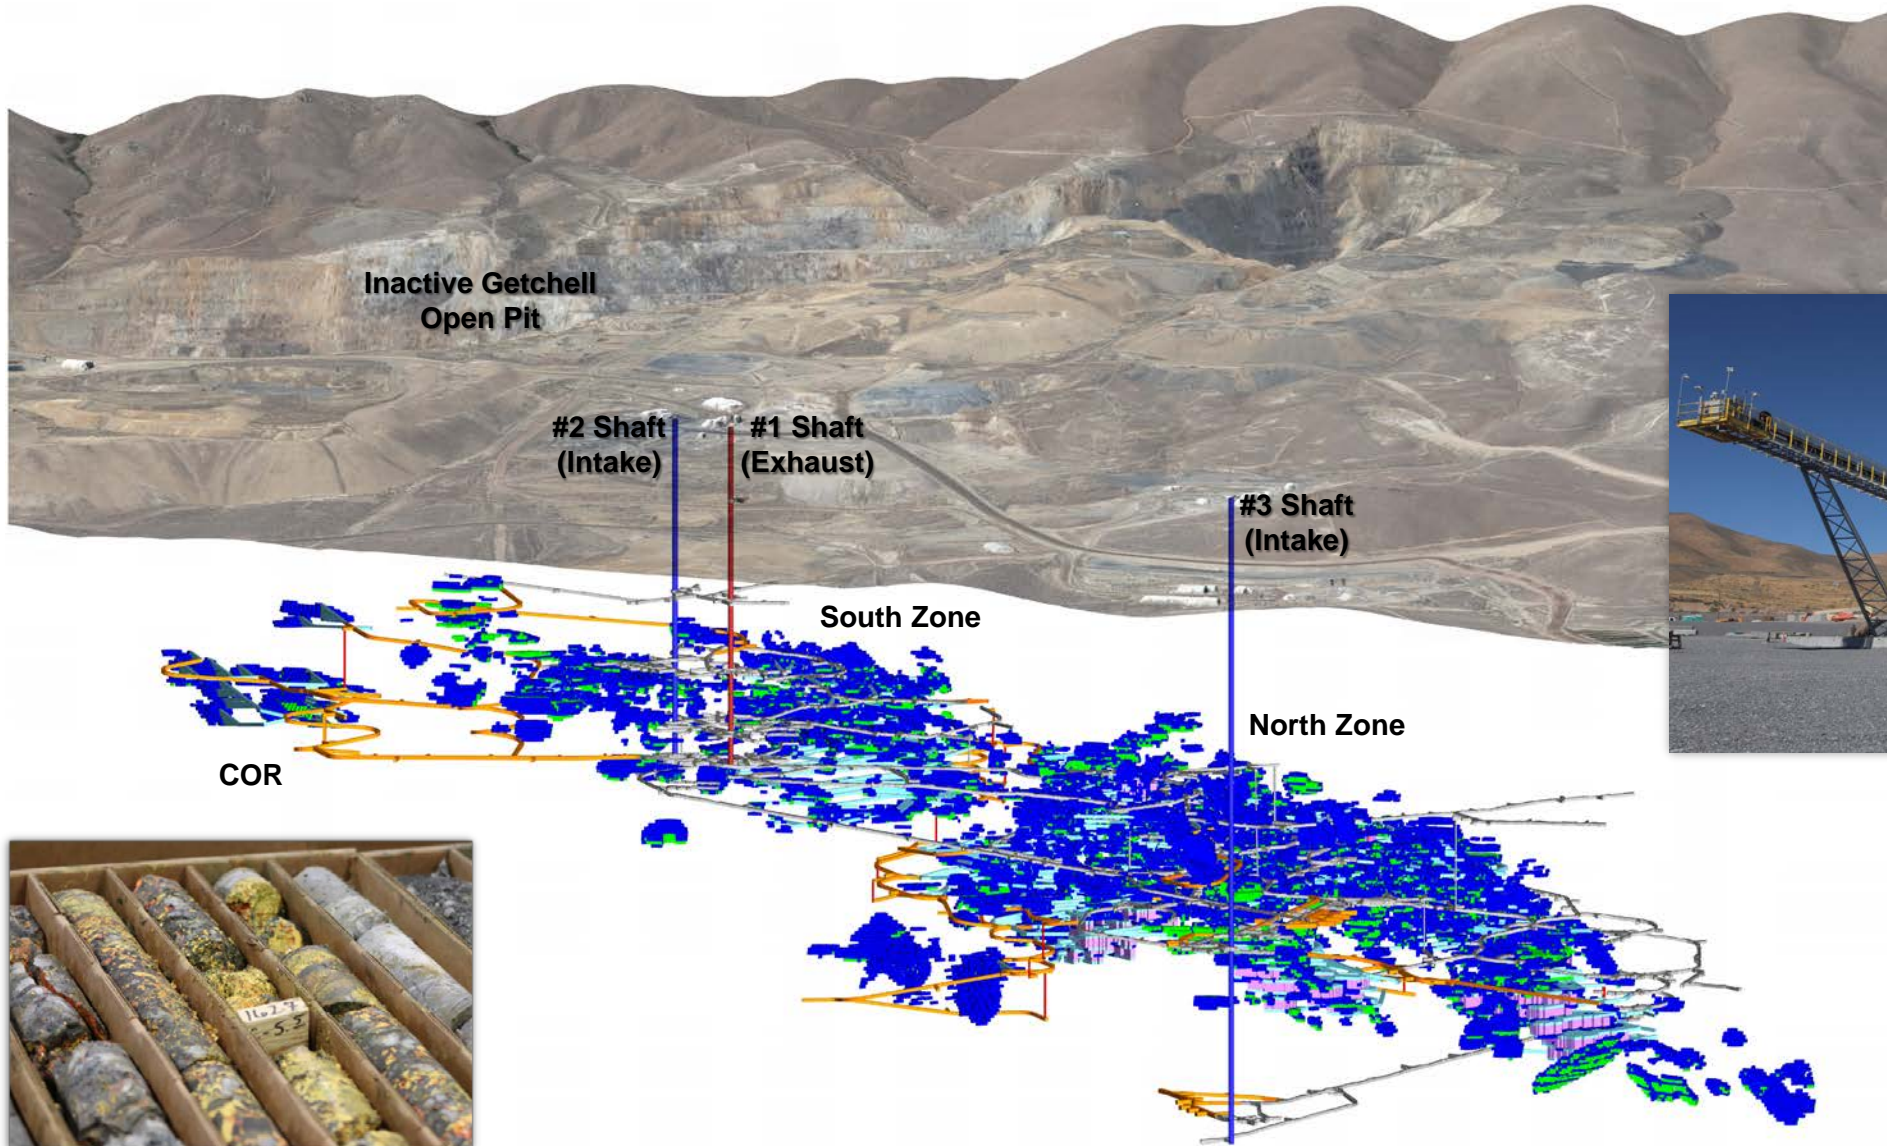 Inactive Getchell
Open Pit
#2 Shaft
(Intake)
#1 Shaft
(Exhaust)
#3 Shaft
(Intake)
South Zone
North Zone
COR